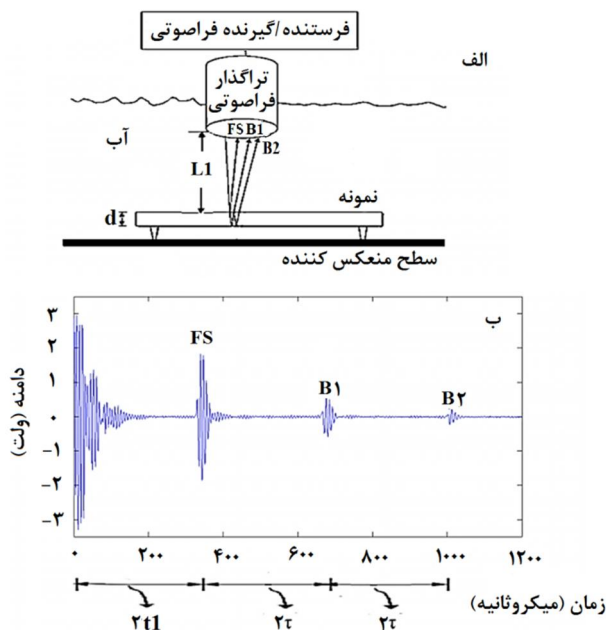 فرستنده/گیرنده فراصوتی
الف
تراگذار
فراصوتی
FS B1
B2
آب
L1
نمونه
d
سطح منعکس کننده
ب
دامنه (ولت)
۳
۲
۱
۰
-۱
-۲
-۳
FS
B۱
B۲
۰ ۲۰۰ ۴۰۰ ۶۰۰ ۸۰۰ ۱۰۰۰ ۱۲۰۰
زمان (میکروثانیه)
۲t1 ۲τ ۲τ